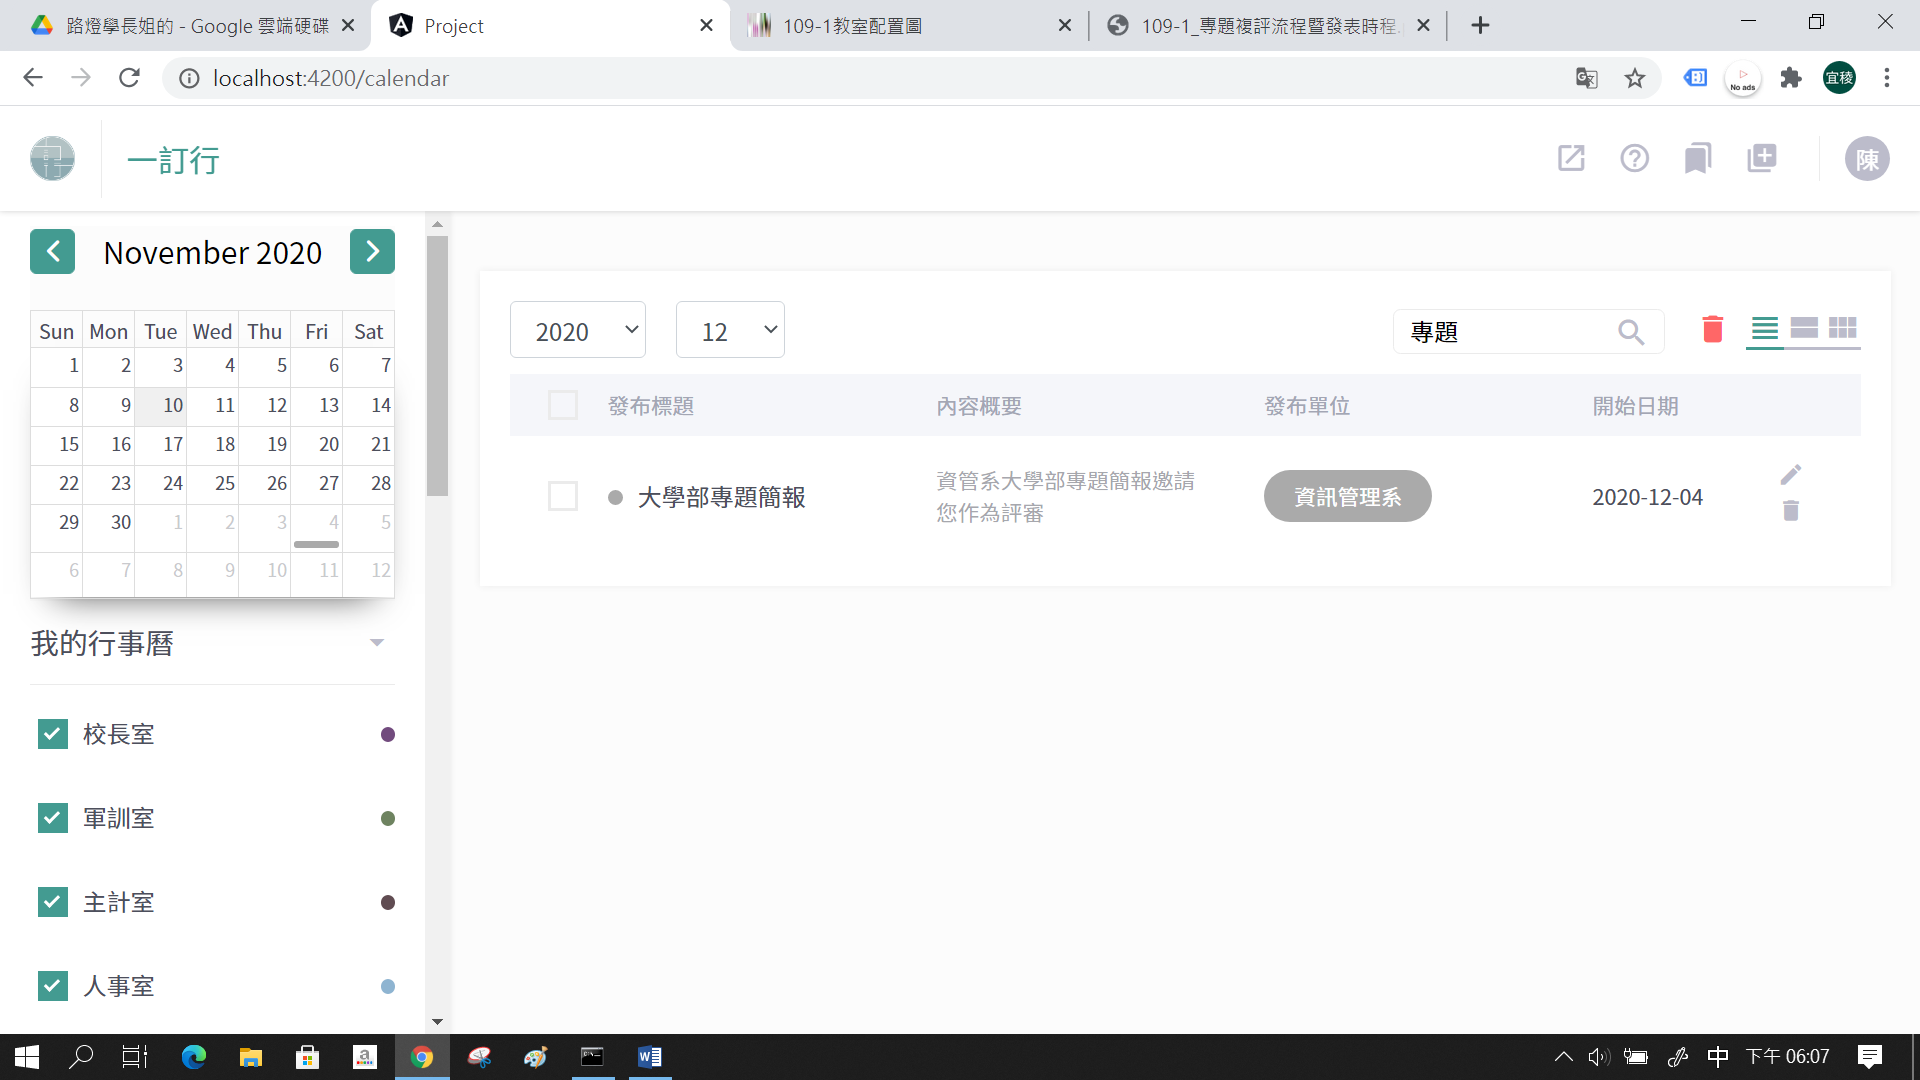 路燈學長姐的 - Google 雲端硬碟
Project
109-1教室配置圖
109-1_專題複評流程暨發表時程.
localhost:4200/calendar
No ads
宜稜
一訂行
陳
November 2020
Sun Mon Tue Wed Thu Fri Sat
1 2 3 4 5 6 7
8 9 10 11 12 13 14
15 16 17 18 19 20 21
22 23 24 25 26 27 28
29 30 1 2 3 4 5
6 7 8 9 10 11 12
我的行事曆
校長室
軍訓室
主計室
人事室
2020
12
專題
發布標題 內容概要 發布單位 開始日期
大學部專題簡報
資管系大學部專題簡報邀請
您作為評審
資訊管理系
2020-12-04
中
下午 06:07